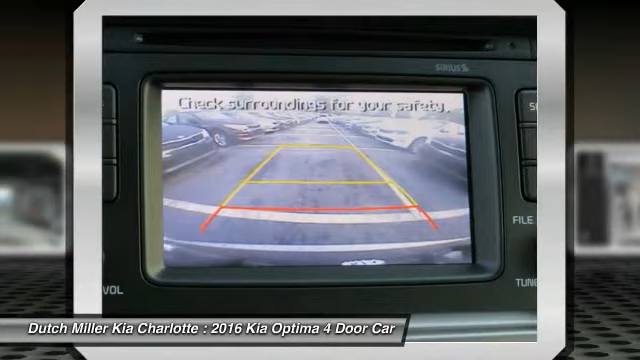 SIRIUS
Check surroundings for your safety.
FILE
VOL
TUNE
Dutch Miller Kia Charlotte : 2016 Kia Optima 4 Door Car